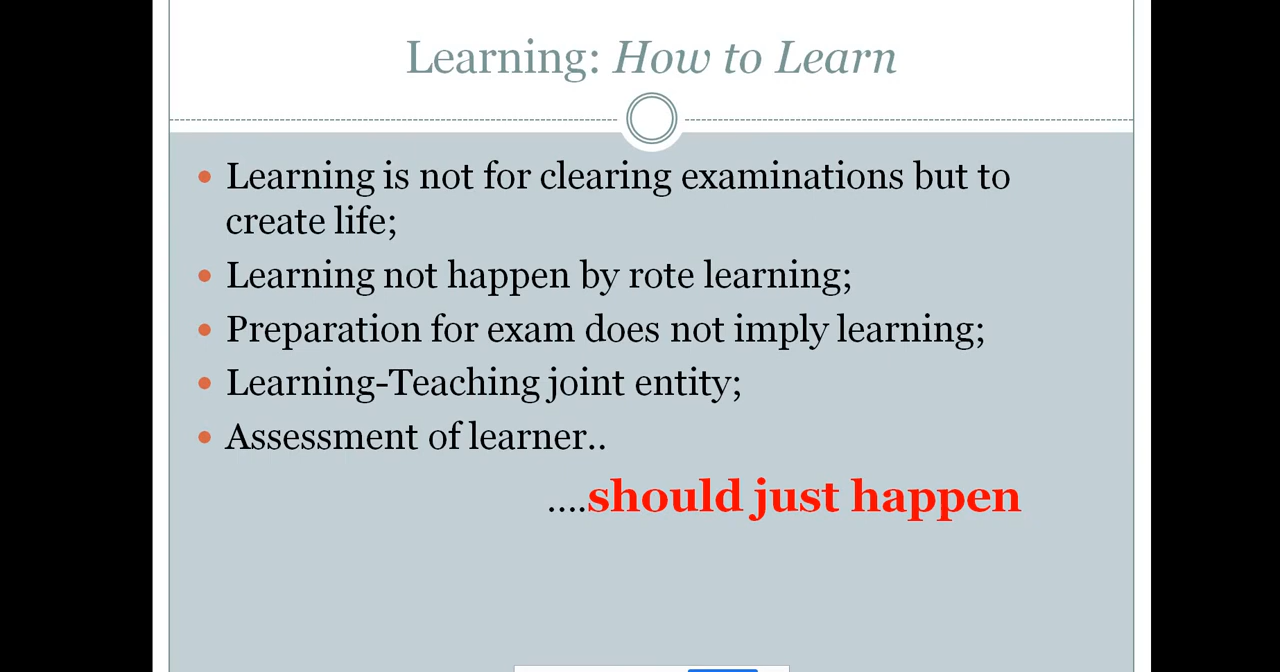 Learning: How to Learn
Learning is not for clearing examinations but to
create life;
Learning not happen by rote learning;
Preparation for exam does not imply learning;
Learning-Teaching joint entity;
Assessment of learner..
....should just happen